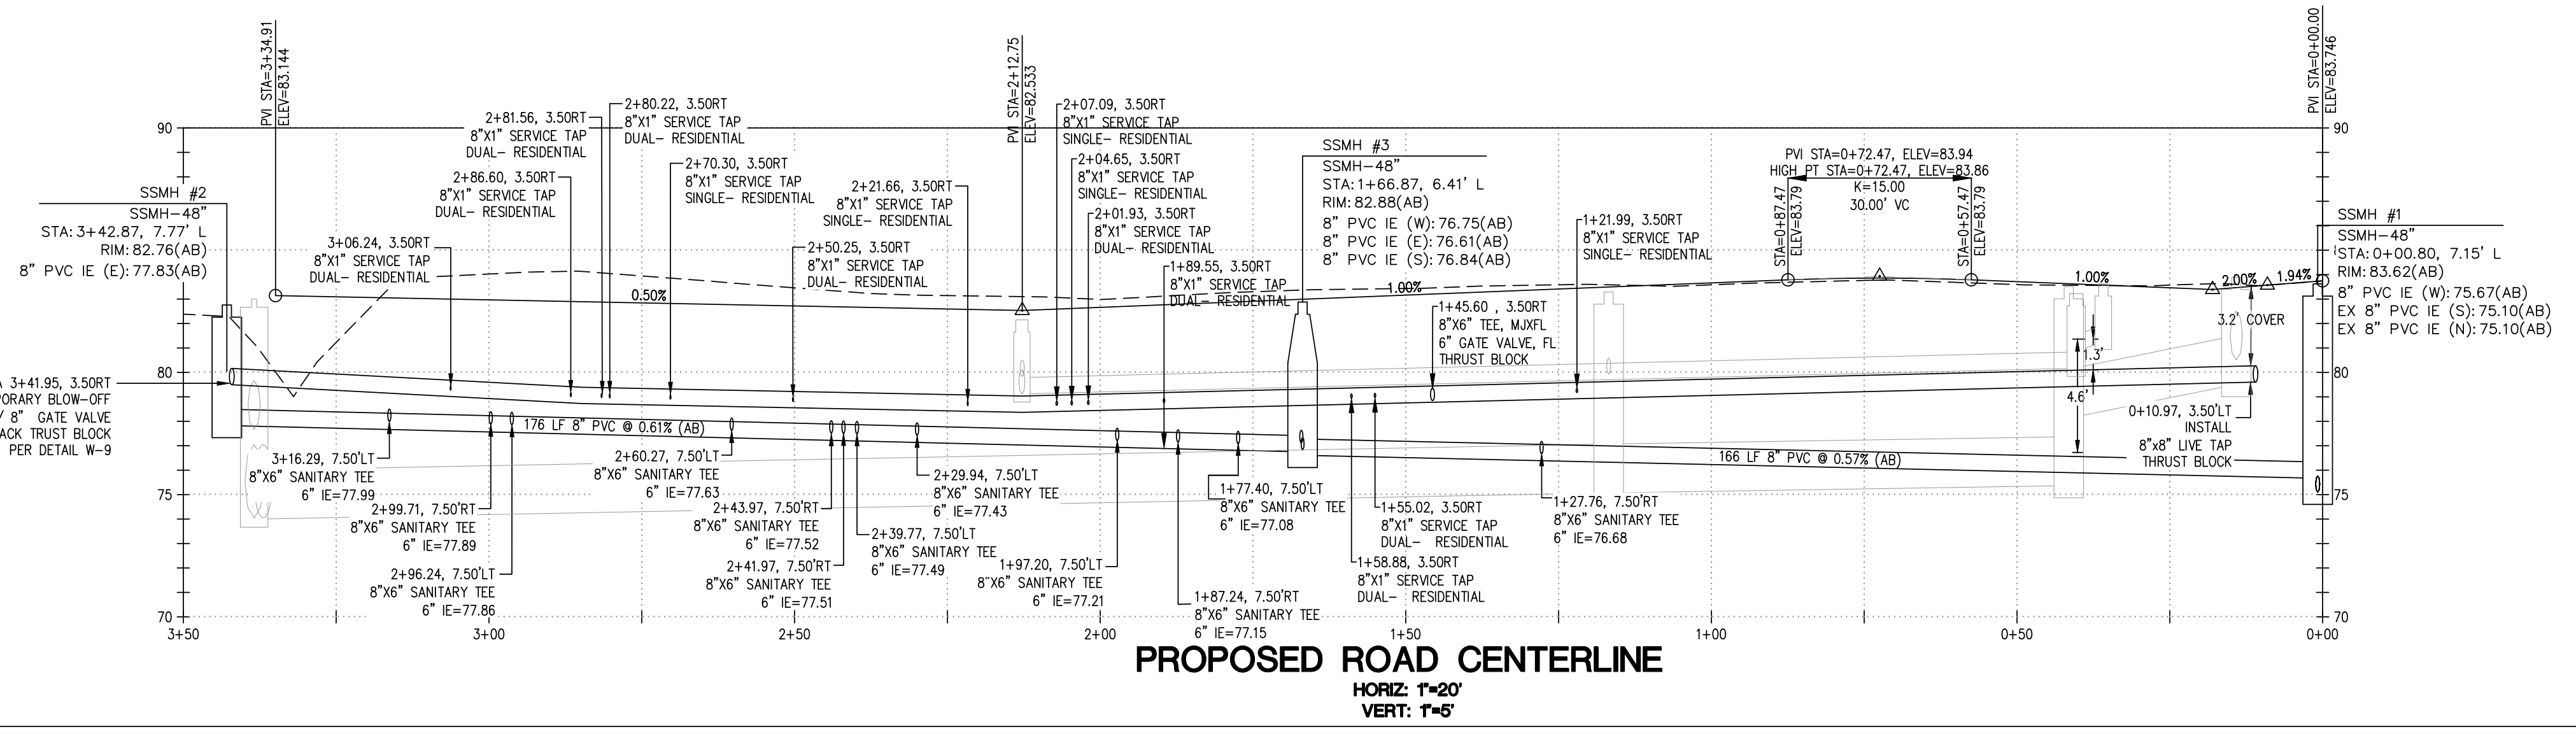 PVI STA=3+34.91
ELEV=83.144
PVI STA=2+12.75
ELEV=82.533
PVI STA=0+00.00
ELEV=83.746
90
80
75
70
SSMH #2
SSMH-48"
STA: 3+42.87, 7.77' L
RIM: 82.76(AB)
8" PVC IE (E): 77.83(AB)
3+06.24, 3.50RT
8"X1" SERVICE TAP
DUAL- RESIDENTIAL
2+81.56, 3.50RT
8"X1" SERVICE TAP
DUAL- RESIDENTIAL
2+86.60, 3.50RT
8"X1" SERVICE TAP
DUAL- RESIDENTIAL
2+80.22, 3.50RT
8"X1" SERVICE TAP
DUAL- RESIDENTIAL
2+70.30, 3.50RT
8"X1" SERVICE TAP
SINGLE- RESIDENTIAL
2+50.25, 3.50RT
8"X1" SERVICE TAP
DUAL- RESIDENTIAL
2+21.66, 3.50RT
8"X1" SERVICE TAP
SINGLE- RESIDENTIAL
2+07.09, 3.50RT
8"X1" SERVICE TAP
SINGLE- RESIDENTIAL
2+04.65, 3.50RT
8"X1" SERVICE TAP
SINGLE- RESIDENTIAL
2+01.93, 3.50RT
8"X1" SERVICE TAP
DUAL- RESIDENTIAL
1+89.55, 3.50RT
8"X1" SERVICE TAP
DUAL- RESIDENTIAL
SSMH #3
SSMH-48"
STA: 1+66.87, 6.41' L
RIM: 82.88(AB)
8" PVC IE (W): 76.75(AB)
8" PVC IE (E): 76.61(AB)
8" PVC IE (S): 76.84(AB)
1+45.60 , 3.50RT
8"X6" TEE, MJXFL
6" GATE VALVE, FL
THRUST BLOCK
1+21.99, 3.50RT
8"X1" SERVICE TAP
SINGLE- RESIDENTIAL
PVI STA=0+72.47, ELEV=83.94
HIGH PT STA=0+72.47, ELEV=83.86
K=15.00
30.00' VC
STA=0+87.47
ELEV=83.79
STA=0+57.47
ELEV=83.79
SSMH #1
SSMH-48"
STA: 0+00.80, 7.15' L
RIM: 83.62(AB)
8" PVC IE (W): 75.67(AB)
EX 8" PVC IE (S): 75.10(AB)
EX 8" PVC IE (N): 75.10(AB)
0.50%
1.00%
1.00%
2.00%
1.94%
3.2' COVER
1.3'
4.6'
A 3+41.95, 3.50RT
PORARY BLOW-OFF
/ 8" GATE VALVE
ACK TRUST BLOCK
PER DETAIL W-9
176 LF 8" PVC @ 0.61% (AB)
166 LF 8" PVC @ 0.57% (AB)
0+10.97, 3.50'LT
INSTALL
8"x8" LIVE TAP
THRUST BLOCK
3+16.29, 7.50'LT
8"X6" SANITARY TEE
6" IE=77.99
2+99.71, 7.50'RT
8"X6" SANITARY TEE
6" IE=77.89
2+96.24, 7.50'LT
8"X6" SANITARY TEE
6" IE=77.86
2+60.27, 7.50'LT
8"X6" SANITARY TEE
6" IE=77.63
2+43.97, 7.50'RT
8"X6" SANITARY TEE
6" IE=77.52
2+41.97, 7.50'RT
8"X6" SANITARY TEE
6" IE=77.51
2+39.77, 7.50'LT
8"X6" SANITARY TEE
6" IE=77.49
2+29.94, 7.50'LT
8"X6" SANITARY TEE
6" IE=77.43
1+97.20, 7.50'LT
8"X6" SANITARY TEE
6" IE=77.21
1+87.24, 7.50'RT
8"X6" SANITARY TEE
6" IE=77.15
1+77.40, 7.50'LT
8"X6" SANITARY TEE
6" IE=77.08
1+55.02, 3.50RT
8"X1" SERVICE TAP
DUAL- RESIDENTIAL
1+58.88, 3.50RT
8"X1" SERVICE TAP
DUAL- RESIDENTIAL
1+27.76, 7.50'RT
8"X6" SANITARY TEE
6" IE=76.68
90
80
75
70
3+50
3+00
2+50
2+00
1+50
1+00
0+50
0+00
PROPOSED ROAD CENTERLINE
HORIZ: 1"=20'
VERT: 1"=5'